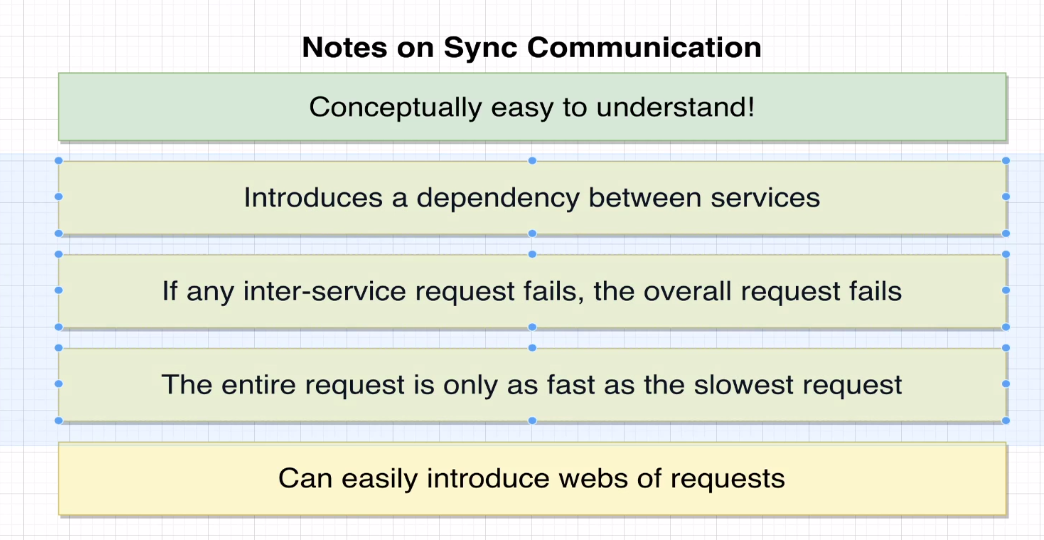 Notes on Sync Communication
Conceptually easy to understand!
Introduces a dependency between services
If any inter-service request fails, the overall request fails
The entire request is only as fast as the slowest request
Can easily introduce webs of requests